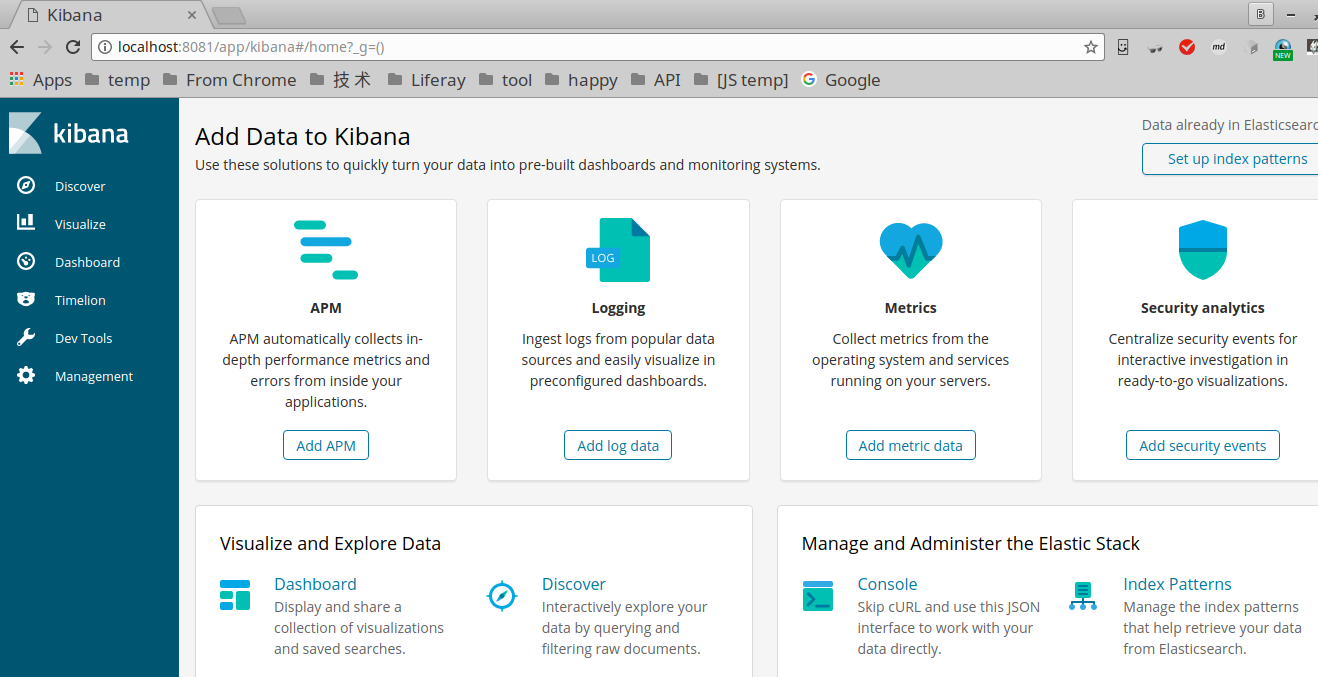 Kibana
B
localhost:8081/app/kibana#/home?_g=()
md
NEW
Apps temp From Chrome 技 术 Liferay tool happy API [JS temp] Google
kibana
Discover
Visualize
Dashboard
Timelion
Dev Tools
Management
Add Data to Kibana
Use these solutions to quickly turn your data into pre-built dashboards and monitoring systems.
Data already in Elasticsearc
Set up index patterns
APM
APM automatically collects in-
depth performance metrics and
errors from inside your
applications.
Add APM
LOG
Logging
Ingest logs from popular data
sources and easily visualize in
preconfigured dashboards.
Add log data
Metrics
Collect metrics from the
operating system and services
running on your servers.
Add metric data
Security analytics
Centralize security events for
interactive investigation in
ready-to-go visualizations.
Add security events
Visualize and Explore Data
Dashboard
Display and share a
collection of visualizations
and saved searches.
Discover
Interactively explore your
data by querying and
filtering raw documents.
Manage and Administer the Elastic Stack
Console
Skip cURL and use this JSON
interface to work with your
data directly.
Index Patterns
Manage the index patterns
that help retrieve your data
from Elasticsearch.